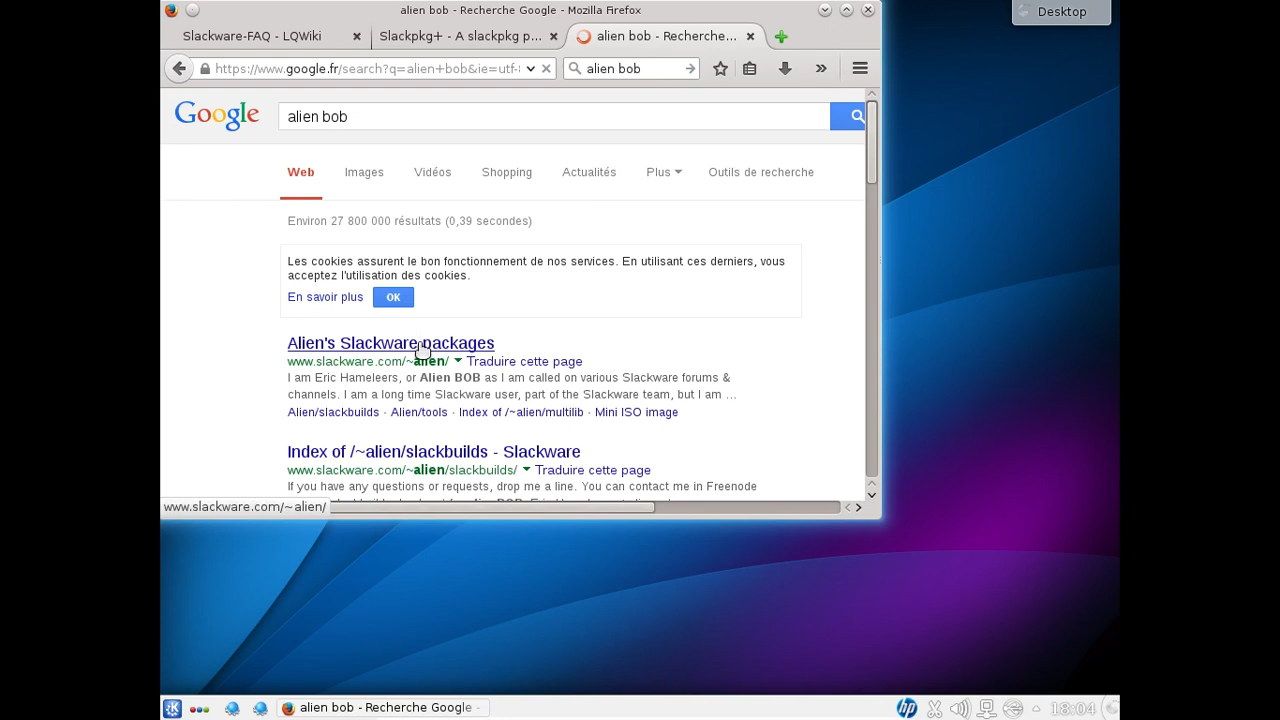 alien bob - Recherche Google - Mozilla Firefox
Desktop
Slackware-FAQ - LQWiki
Slackpkg+ - A slackpkg p...
alien bob - Recherche...
https://www.google.fr/search?q=alien+bob&ie=utf-
alien bob
Google
alien bob
Web
Images
Vidéos
Shopping
Actualités
Plus
Outils de recherche
Environ 27 800 000 résultats (0,39 secondes)
Les cookies assurent le bon fonctionnement de nos services. En utilisant ces derniers, vous
acceptez l'utilisation des cookies.
En savoir plus
OK
Alien's Slackware packages
www.slackware.com/~alien/ Traduire cette page
I am Eric Hameleers, or Alien BOB as I am called on various Slackware forums &
channels. I am a long time Slackware user, part of the Slackware team, but I am ...
Alien/slackbuilds · Alien/tools · Index of /~alien/multilib · Mini ISO image
Index of /~alien/slackbuilds - Slackware
www.slackware.com/~alien/slackbuilds/ Traduire cette page
If you have any questions or requests, drop me a line. You can contact me in Freenode
www.slackware.com/~alien/
alien bob - Recherche Google -
hp
18:04